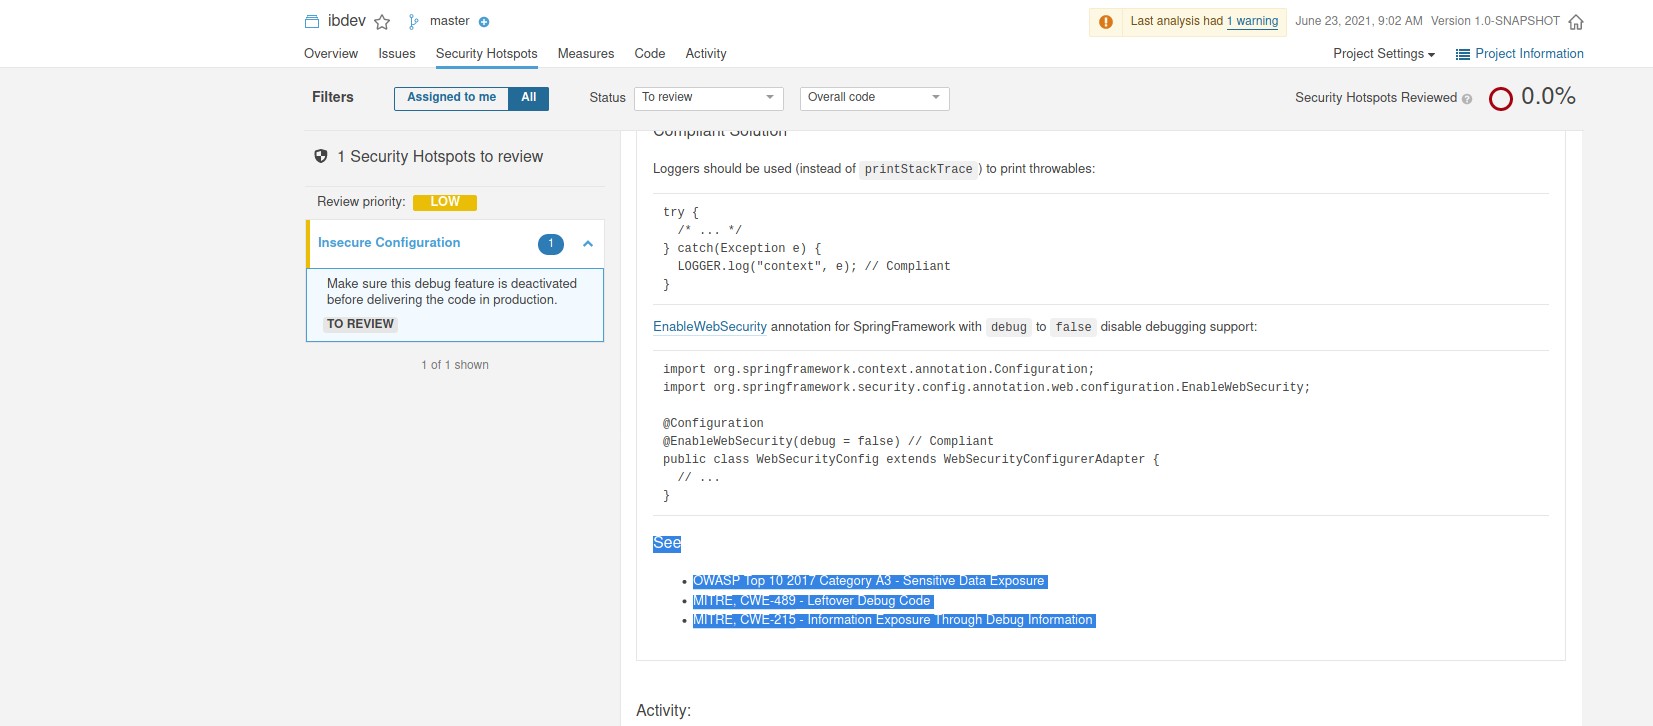 ibdev master
Last analysis had 1 warning June 23, 2021, 9:02 AM Version 1.0-SNAPSHOT
Overview Issues Security Hotspots Measures Code Activity
Project Settings Project Information
Filters Assigned to me All Status To review Overall code
Security Hotspots Reviewed 0.0%
1 Security Hotspots to review
Review priority: LOW
Insecure Configuration 1
Make sure this debug feature is deactivated
before delivering the code in production.
TO REVIEW
1 of 1 shown
Compliant Solution
Loggers should be used (instead of printStackTrace ) to print throwables:
try {
/* ... */
} catch(Exception e) {
LOGGER.log("context", e); // Compliant
}
EnableWebSecurity annotation for SpringFramework with debug to false disable debugging support:
import org.springframework.context.annotation.Configuration;
import org.springframework.security.config.annotation.web.configuration.EnableWebSecurity;
@Configuration
@EnableWebSecurity(debug = false) // Compliant
public class WebSecurityConfig extends WebSecurityConfigurerAdapter {
// ...
}
See
• OWASP Top 10 2017 Category A3 - Sensitive Data Exposure
• MITRE, CWE-489 - Leftover Debug Code
• MITRE, CWE-215 - Information Exposure Through Debug Information
Activity: